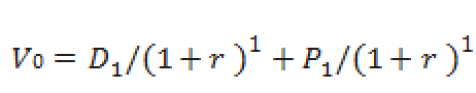 V₀ = D₁/(1+r )¹ + P₁/(1+r )¹